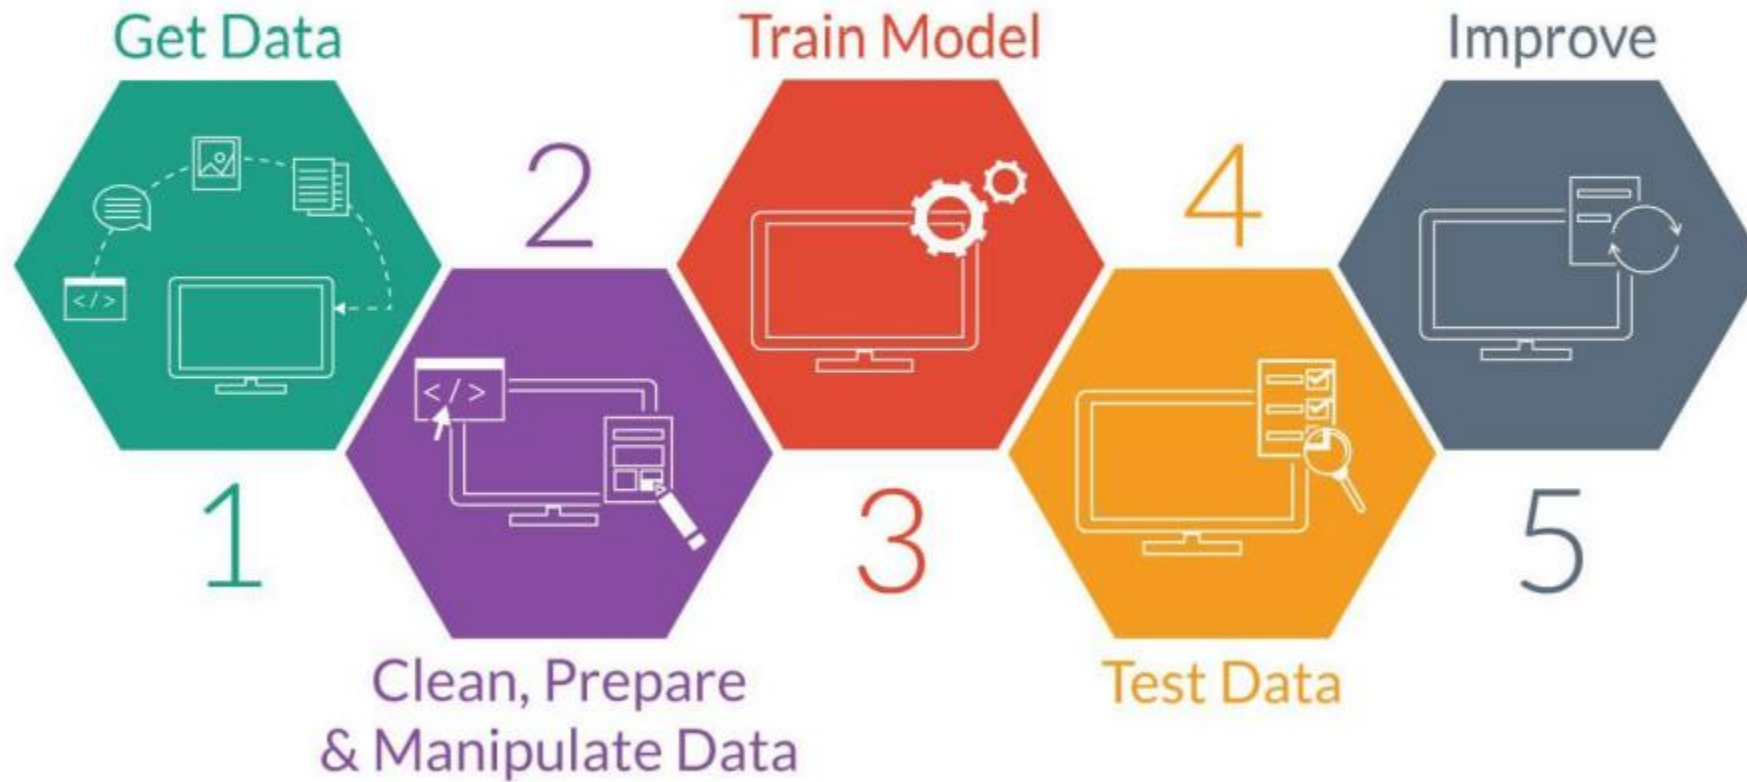 Get Data
</>
1
2
</>
Clean, Prepare
& Manipulate Data
Train Model
3
4
Test Data
Improve
5